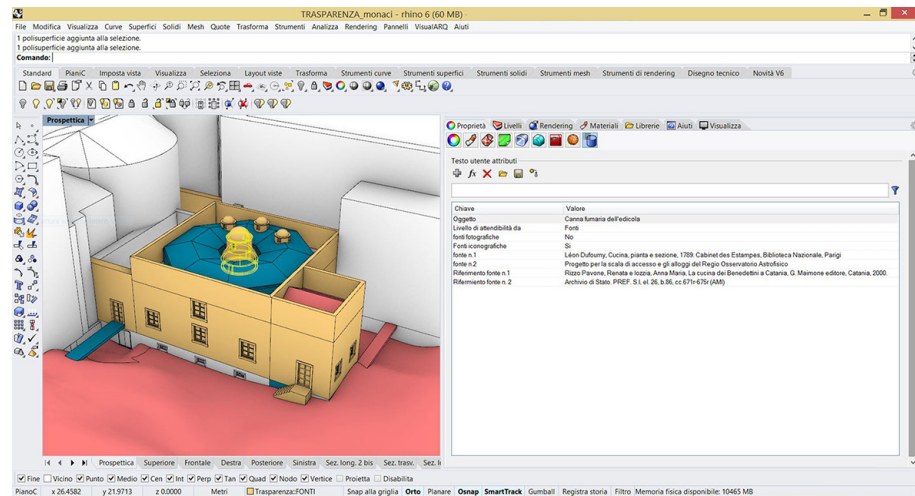 TRASPARENZA_monaci - rhino 6 (60 MB)
File Modifica Visualizza Curve Superfici Solidi Mesh Quote Trasforma Strumenti Analizza Rendering Pannelli VisualARQ Aiuti
1 polisuperficie aggiunta alla selezione.
1 polisuperficie aggiunta alla selezione.
Comando:
Standard PianiC Imposta vista Visualizza Seleziona Layout viste Trasforma Strumenti curve Strumenti superfici Strumenti solidi Strumenti mesh Strumenti di rendering Disegno tecnico Novità V6
Prospettica
Proprietà Livelli Rendering Materiali Librerie Aiuti Visualizza
Testo utente attributi
Chiave Valore
Oggetto Canna fumaria dell'edicola
Livello di attendibilità da Fonti
fonti fotografiche No
Fonti iconografiche Si
fonte n.1 Léon Dufourny, Cucina, pianta e sezione, 1789. Cabinet des Estampes, Biblioteca Nazionale, Parigi
fonte n.2 Progetto per la scala di accesso e gli alloggi del Regio Osservatorio Astrofisico
Riferimento fonte n.1 Rizzo Pavone, Renata e Iozzia, Anna Maria, La cucina dei Benedettini a Catania, G. Maimone editore, Catania, 2000.
Rifermiento fonte n. 2 Archivio di Stato. PREF. S.I, el. 26, b.86, cc.671r-675r (AMI)
Prospettica Superiore Frontale Destra Posteriore Sinistra Sez. long. 2 bis Sez. trasv. Sez. l
Fine Vicino Punto Medio Cen Int Perp Tan Quad Nodo Vertice Proietta Disabilita
PianoC x 26.4582 y 21.9713 z 0.0000 Metri Trasparenza::FONTI Snap alla griglia Orto Planare Osnap SmartTrack Gumball Registra storia Filtro Memoria fisica disponibile: 10465 MB